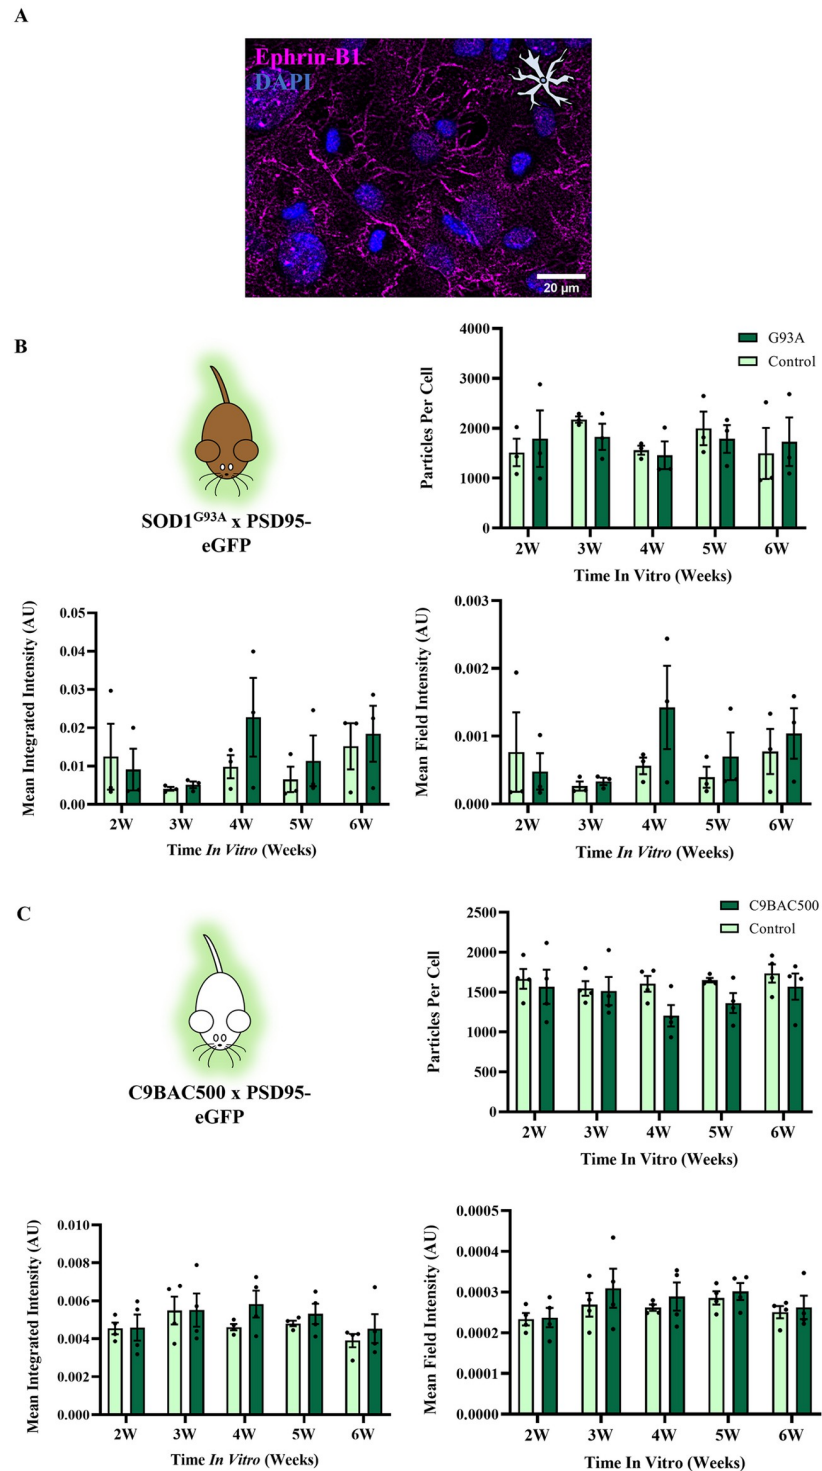 A
Ephrin-B1
DAPI
20 µm
B
SOD1G93A x PSD95-
eGFP
G93A
Control
Particles Per Cell
4000
3000
2000
1000
0
2W 3W 4W 5W 6W
Time In Vitro (Weeks)
Mean Integrated Intensity (AU)
0.05
0.04
0.03
0.02
0.01
0.00
2W 3W 4W 5W 6W
Time In Vitro (Weeks)
Mean Field Intensity (AU)
0.003
0.002
0.001
0.000
2W 3W 4W 5W 6W
Time In Vitro (Weeks)
C
C9BAC500 x PSD95-
eGFP
C9BAC500
Control
Particles Per Cell
2500
2000
1500
1000
500
0
2W 3W 4W 5W 6W
Time In Vitro (Weeks)
Mean Integrated Intensity (AU)
0.010
0.008
0.006
0.004
0.002
0.000
2W 3W 4W 5W 6W
Time In Vitro (Weeks)
Mean Field Intensity (AU)
0.0005
0.0004
0.0003
0.0002
0.0001
0.0000
2W 3W 4W 5W 6W
Time In Vitro (Weeks)